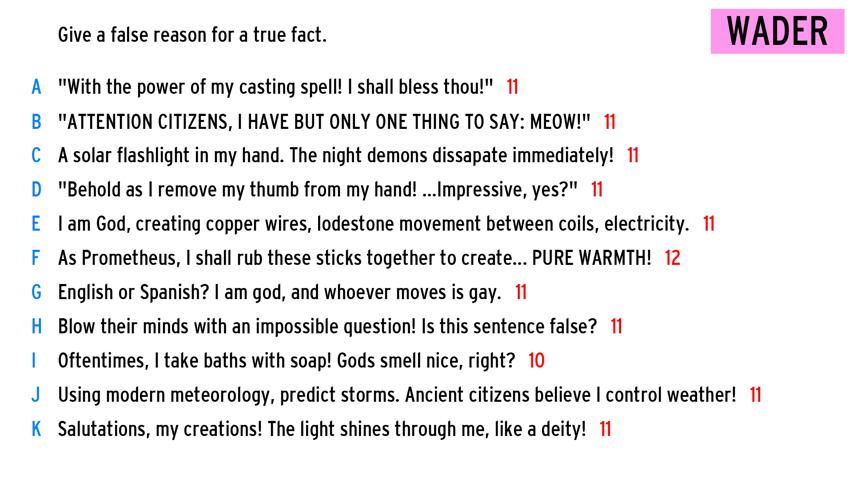 Give a false reason for a true fact.
WADER
A "With the power of my casting spell! I shall bless thou!" 11
B "ATTENTION CITIZENS, I HAVE BUT ONLY ONE THING TO SAY: MEOW!" 11
C A solar flashlight in my hand. The night demons dissapate immediately! 11
D "Behold as I remove my thumb from my hand! ...Impressive, yes?" 11
E I am God, creating copper wires, lodestone movement between coils, electricity. 11
F As Prometheus, I shall rub these sticks together to create... PURE WARMTH! 12
G English or Spanish? I am god, and whoever moves is gay. 11
H Blow their minds with an impossible question! Is this sentence false? 11
I Oftentimes, I take baths with soap! Gods smell nice, right? 10
J Using modern meteorology, predict storms. Ancient citizens believe I control weather! 11
K Salutations, my creations! The light shines through me, like a deity! 11